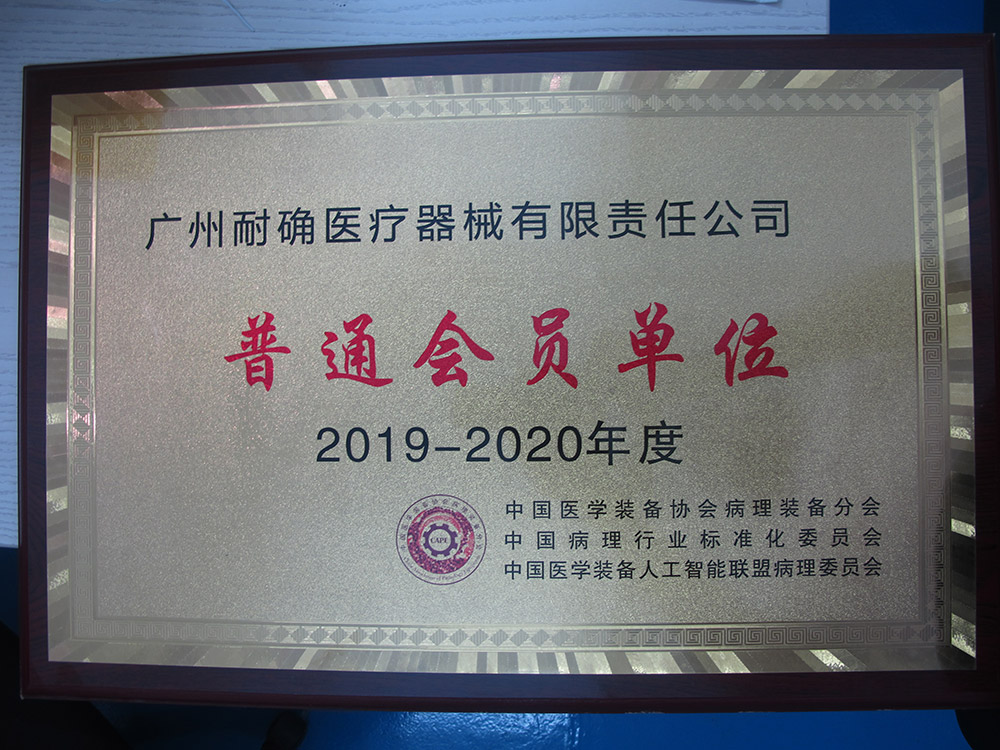 广州耐确医疗器械有限责任公司
普通会员单位
2019-2020年度
CAPE
中国医学装备协会病理装备分会
中国病理行业标准化委员会
中国医学装备人工智能联盟病理委员会